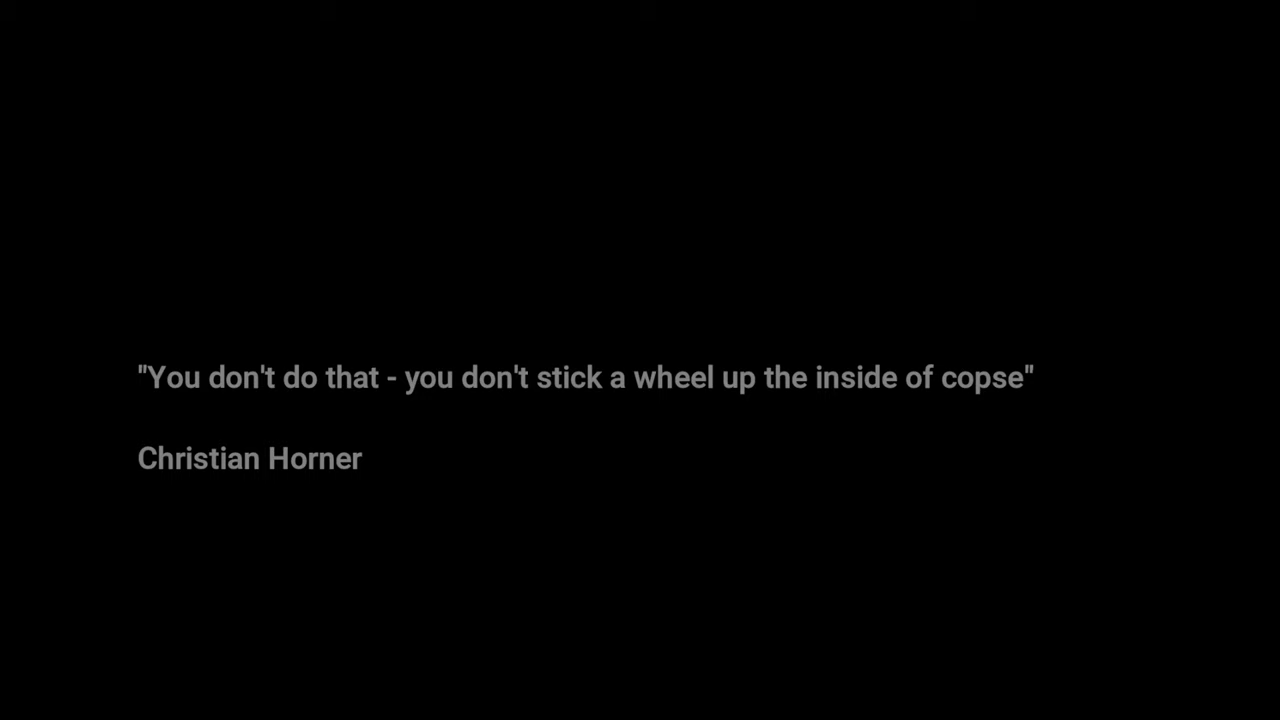 "You don't do that - you don't stick a wheel up the inside of copse"
Christian Horner